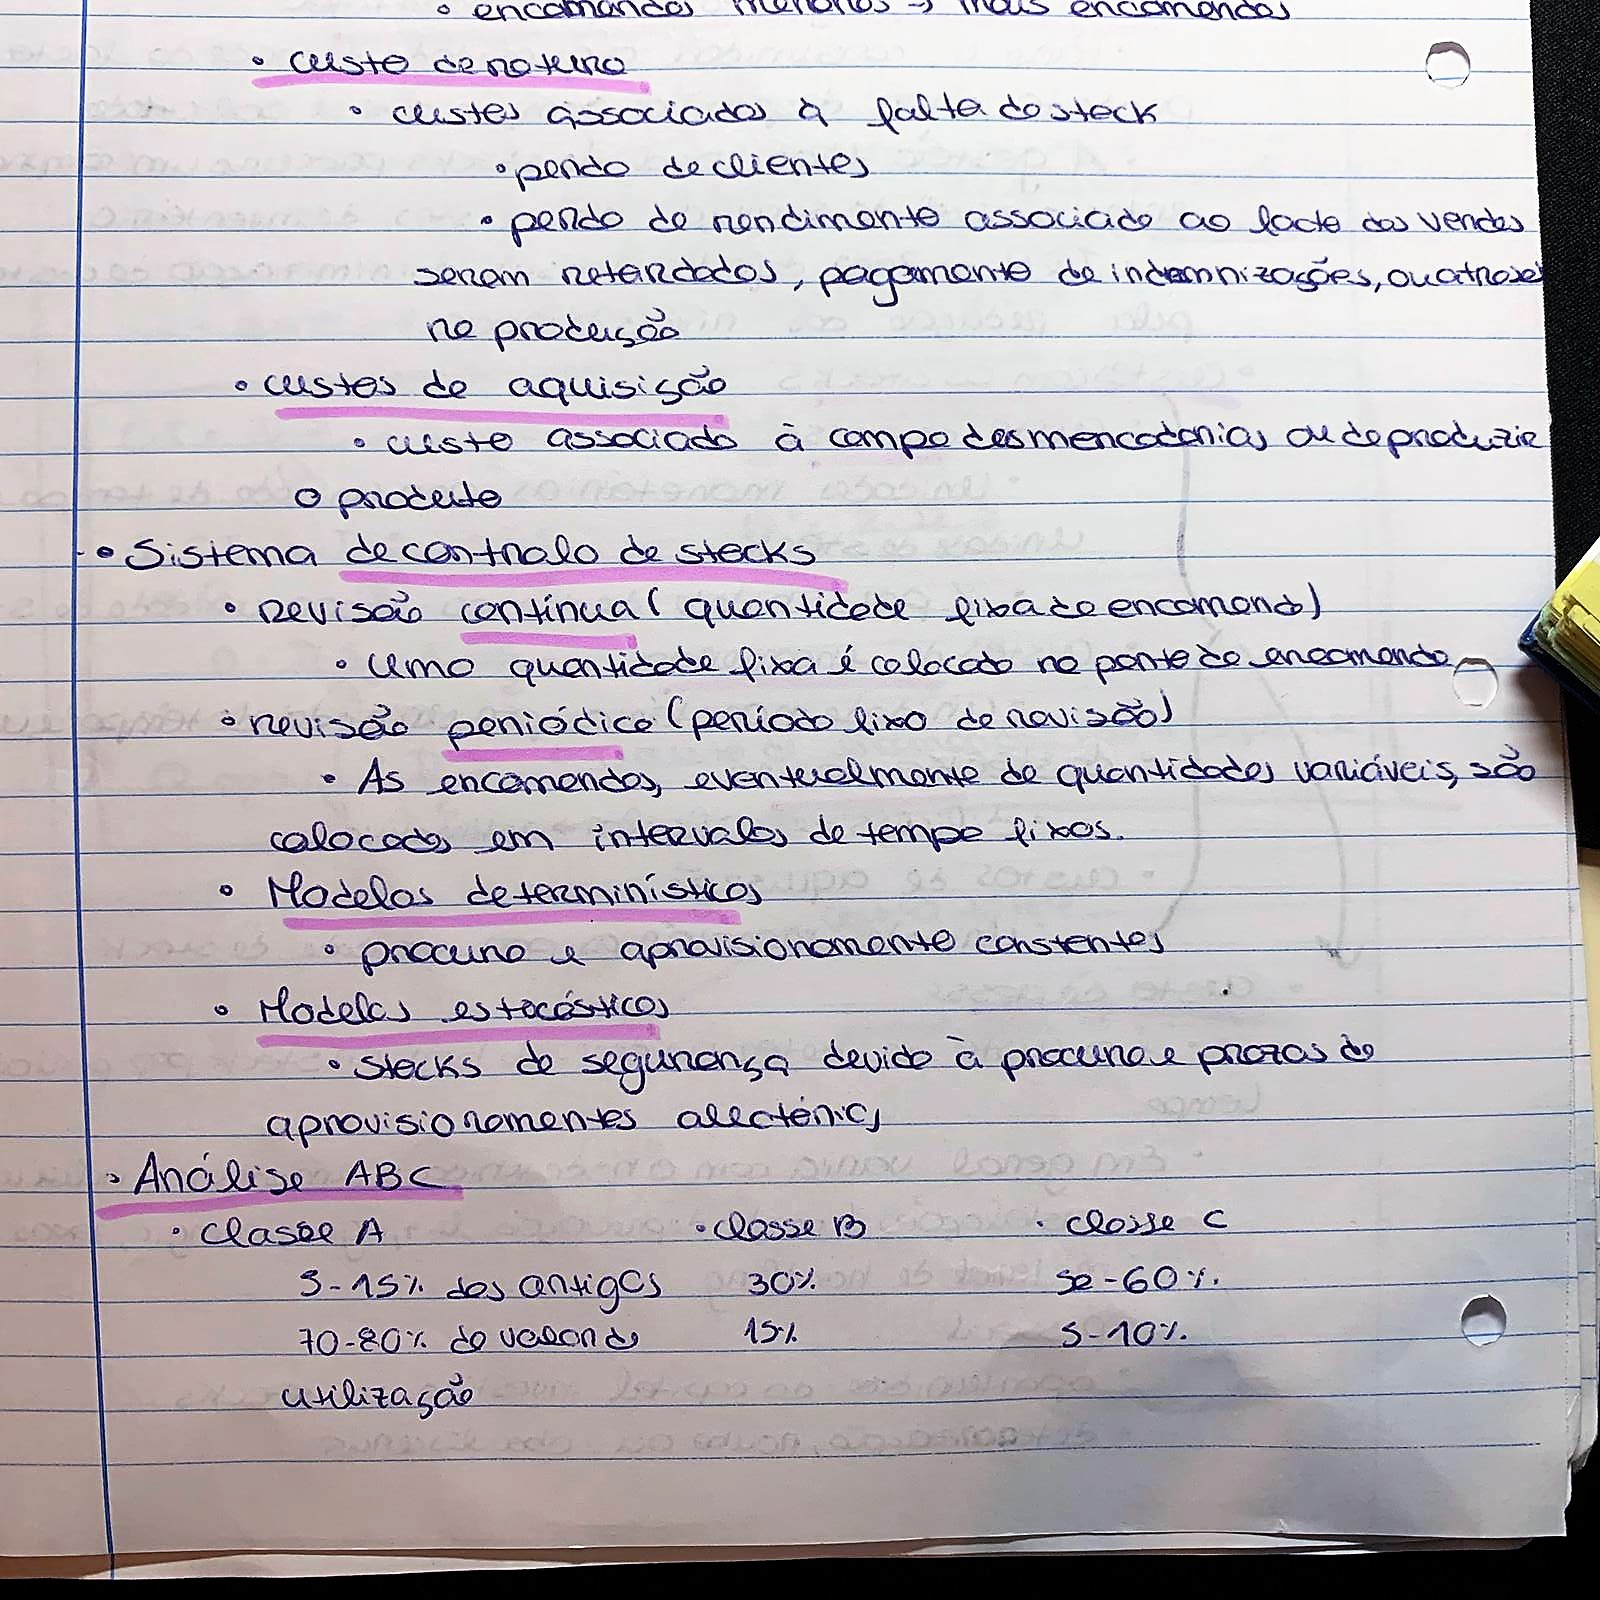 • encomendas menores → mais encomendas
• custo de rotura
• custos associados à falta de stock
• perda de clientes
• perda de rendimento associado ao facto das vendas
serem retardadas, pagamento de indemnizações, ou atrasos
na produção
• custos de aquisição
• custo associado à compra das mercadorias ou de produzir
o produto
• Sistema de controlo de stocks
• revisão contínua (quantidade fixa de encomenda)
• uma quantidade fixa é colocada no ponto de encomenda
• revisão periódica (período fixo de revisão)
• As encomendas, eventualmente de quantidades variáveis, são
colocadas em intervalos de tempo fixos.
• Modelos determinísticos
• procura e aprovisionamento constantes
• Modelos estocásticos
• stocks de segurança devido à procura e prazos de
aprovisionamentos
• Análise ABC
• classe A • classe B • classe C
5-15% dos artigos 30% 50-60%
70-80% do valor de 15% 5-10%
utilização